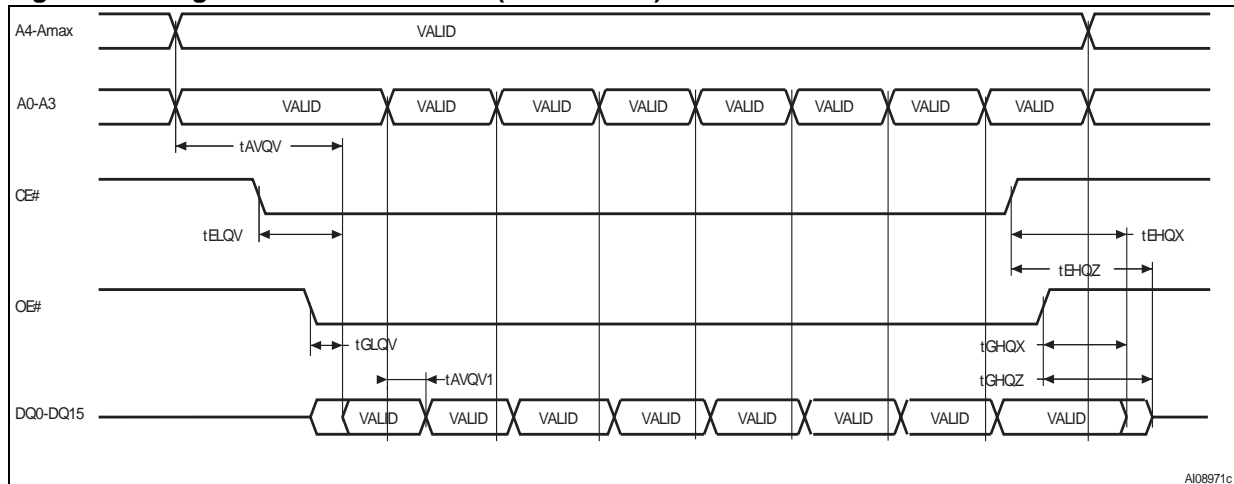 A4-Amax VALID
A0-A3 VALID VALID VALID VALID VALID VALID VALID VALID
tAVQV
CE#
tELQV tEHQX
tEHQZ
OE#
tGLQV tGHQX
tAVQV1 tGHQZ
DQ0-DQ15 VALID VALID VALID VALID VALID VALID VALID VALID
AI08971c